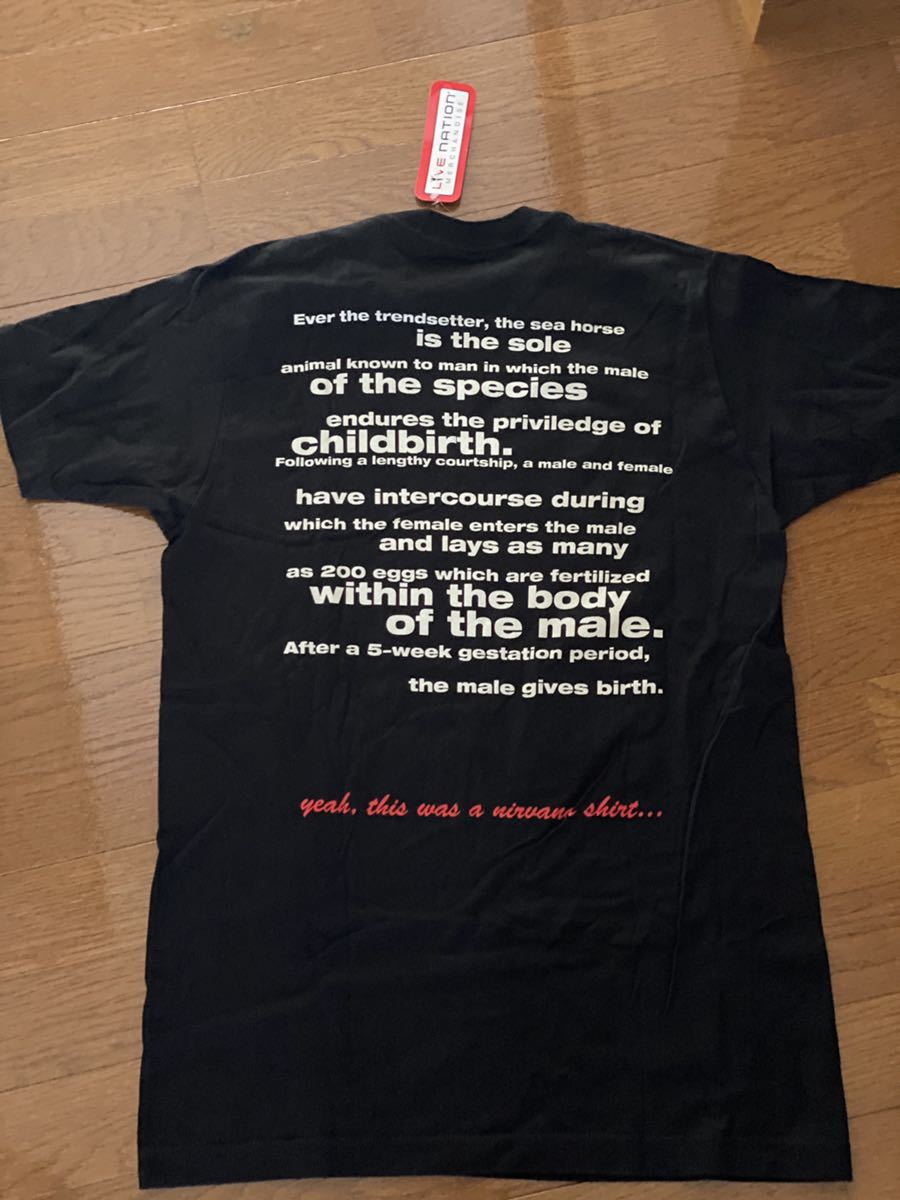 LIVE NATION
MERCHANDISE
Ever the trendsetter, the sea horse
is the sole
animal known to man in which the male
of the species
endures the priviledge of
childbirth.
Following a lengthy courtship, a male and female
have intercourse during
which the female enters the male
and lays as many
as 200 eggs which are fertilized
within the body
of the male.
After a 5-week gestation period,
the male gives birth.
yeah, this was a nirvana shirt...